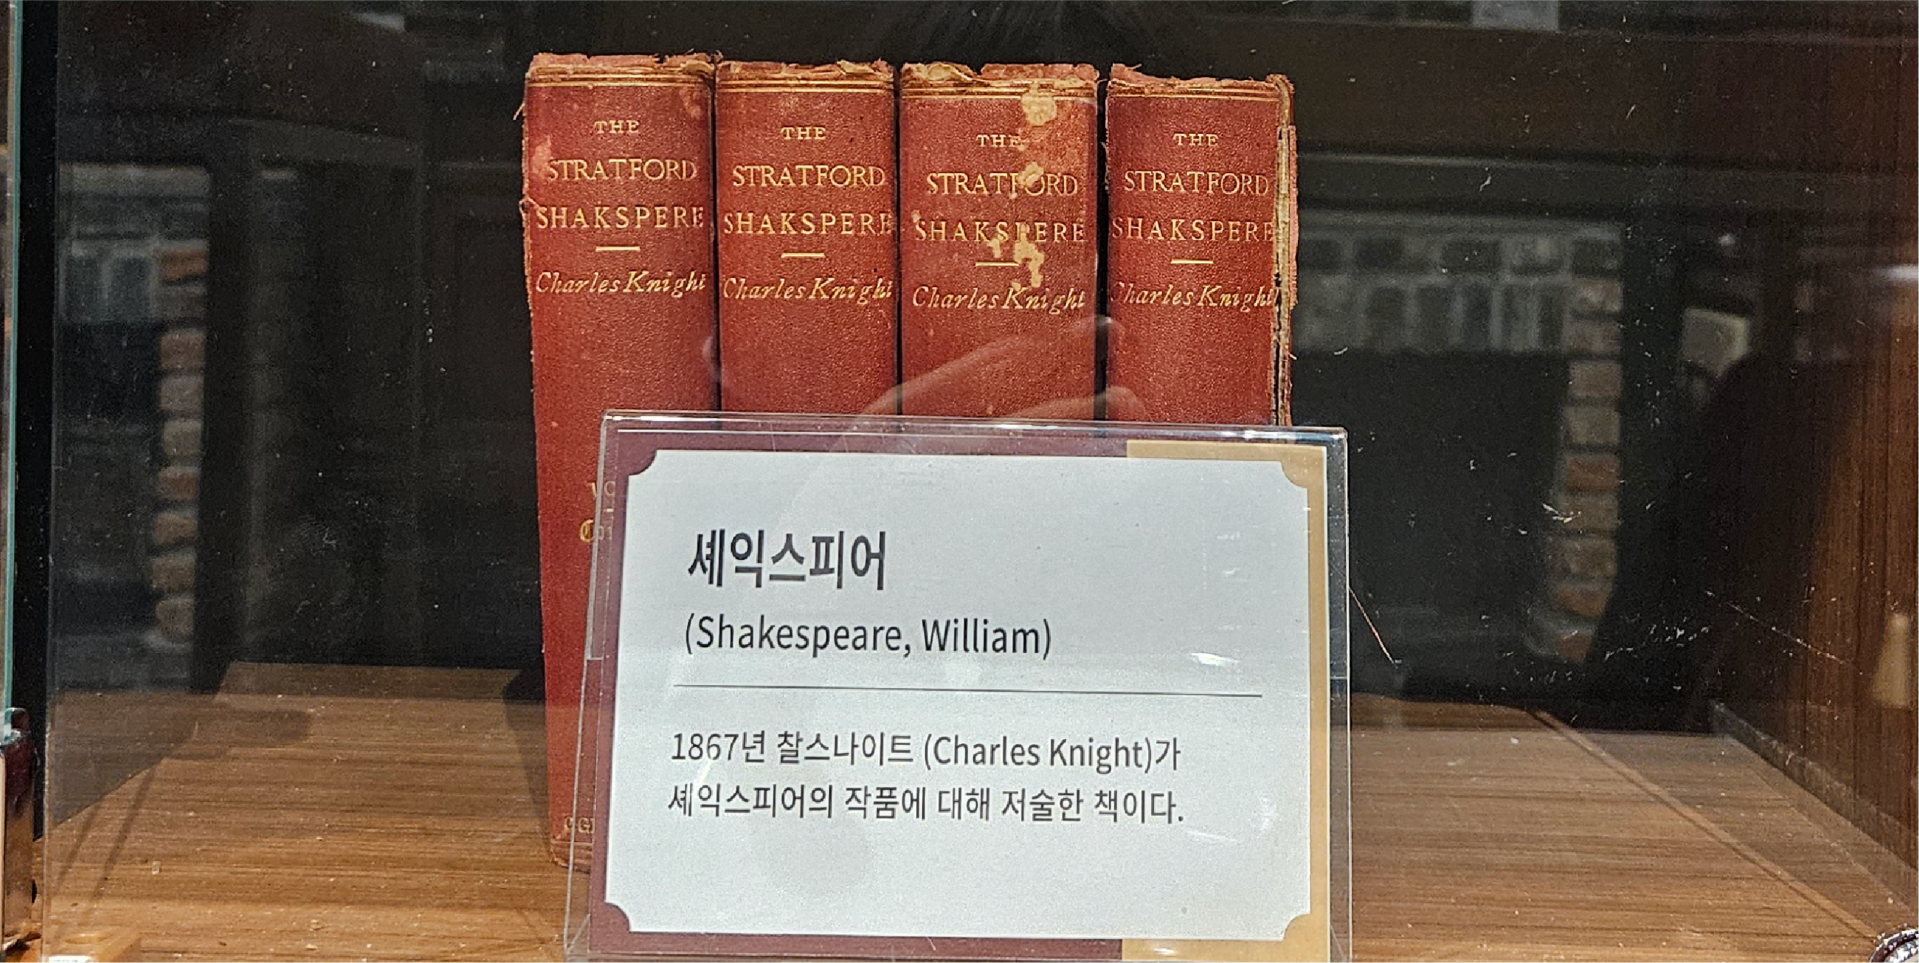 THE
STRATFORD
SHAKSPERE
Charles Knight
THE
STRATFORD
SHAKSPERE
Charles Knight
THE
STRATFORD
SHAKSPERE
Charles Knight
THE
STRATFORD
SHAKSPERE
Charles Knight
셰익스피어
(Shakespeare, William)
1867년 찰스나이트 (Charles Knight)가
셰익스피어의 작품에 대해 저술한 책이다.